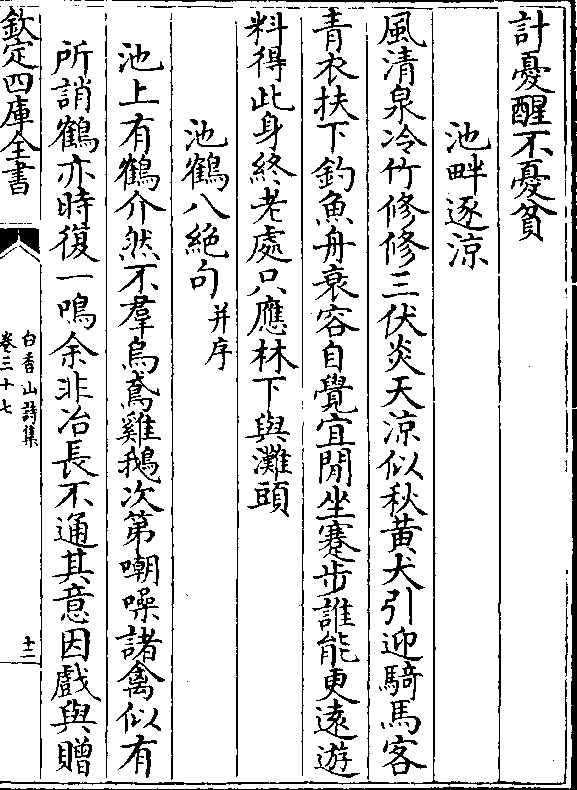 計憂醒不憂貧
池畔逐涼
風清泉冷竹修修三伏炎天涼似秋黄犬引迎騎馬客
青衣扶下釣魚舟衰容自覺宜閒坐蹇步誰能更遠遊
料得此身終老處只應林下與灘頭
池鶴八絶句并序
池上有鶴介然不羣烏鳶雞鵝次第嘲噪諸禽似有
所誚鶴亦時復一鳴余非冶長不通其意因戲與贈
欽定四庫全書
白香山詩集
卷三十七
十二